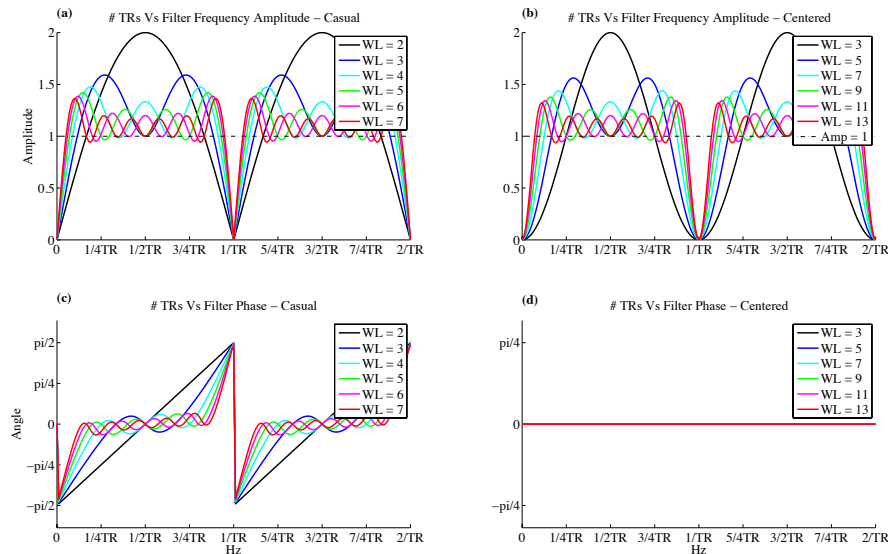 (a)
# TRs Vs Filter Frequency Amplitude − Casual
2
1.5
1
0.5
0
Amplitude
0 1/4TR 1/2TR 3/4TR 1/TR 5/4TR 3/2TR 7/4TR 2/TR
WL = 2
WL = 3
WL = 4
WL = 5
WL = 6
WL = 7
(b)
# TRs Vs Filter Frequency Amplitude − Centered
2
1.5
1
0.5
0
0 1/4TR 1/2TR 3/4TR 1/TR 5/4TR 3/2TR 7/4TR 2/TR
WL = 3
WL = 5
WL = 7
WL = 9
WL = 11
WL = 13
Amp = 1
(c)
# TRs Vs Filter Phase − Casual
pi/2
pi/4
0
−pi/4
−pi/2
Angle
0 1/4TR 1/2TR 3/4TR 1/TR 5/4TR 3/2TR 7/4TR 2/TR
Hz
WL = 2
WL = 3
WL = 4
WL = 5
WL = 6
WL = 7
(d)
# TRs Vs Filter Phase − Centered
pi/4
0
−pi/4
0 1/4TR 1/2TR 3/4TR 1/TR 5/4TR 3/2TR 7/4TR 2/TR
Hz
WL = 3
WL = 5
WL = 7
WL = 9
WL = 11
WL = 13